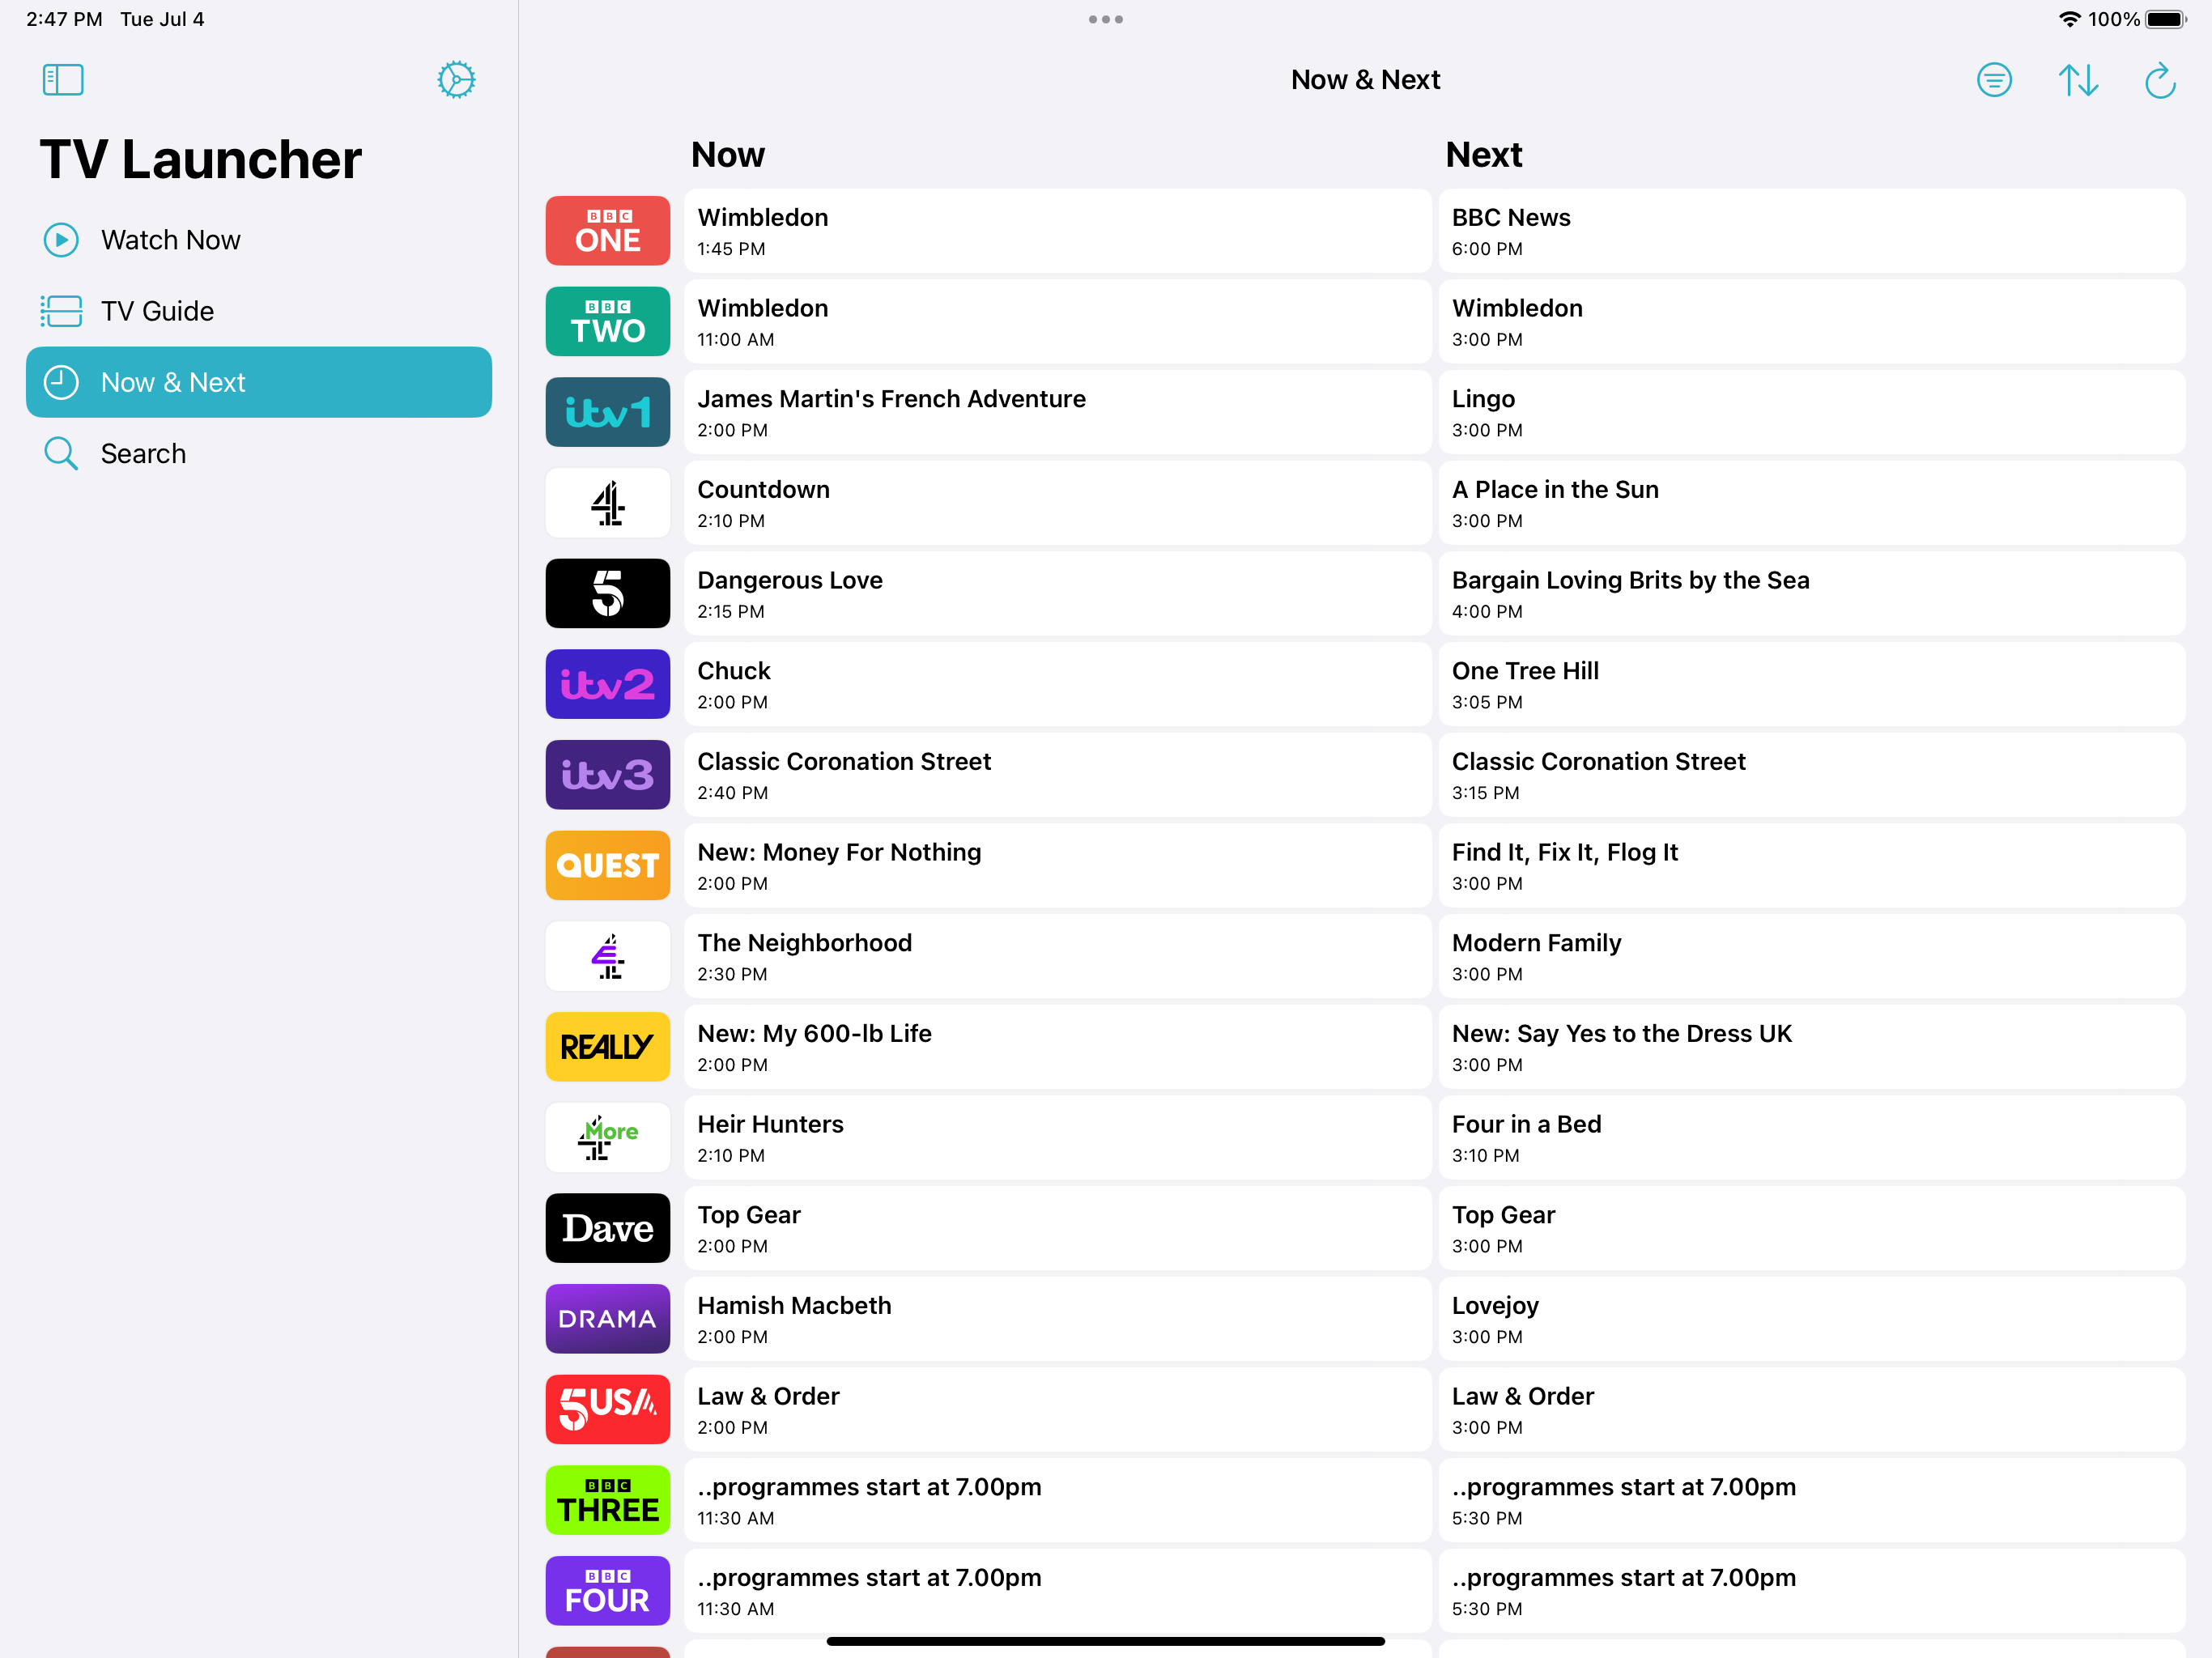 2:47 PM Tue Jul 4
100%
TV Launcher
Watch Now
TV Guide
Now & Next
Search
Now & Next
Now Next
BBC ONE
Wimbledon
1:45 PM
BBC News
6:00 PM
BBC TWO
Wimbledon
11:00 AM
Wimbledon
3:00 PM
itv1
James Martin's French Adventure
2:00 PM
Lingo
3:00 PM
4
Countdown
2:10 PM
A Place in the Sun
3:00 PM
5
Dangerous Love
2:15 PM
Bargain Loving Brits by the Sea
4:00 PM
itv2
Chuck
2:00 PM
One Tree Hill
3:05 PM
itv3
Classic Coronation Street
2:40 PM
Classic Coronation Street
3:15 PM
QUEST
New: Money For Nothing
2:00 PM
Find It, Fix It, Flog It
3:00 PM
E4
The Neighborhood
2:30 PM
Modern Family
3:00 PM
REALLY
New: My 600-lb Life
2:00 PM
New: Say Yes to the Dress UK
3:00 PM
More 4
Heir Hunters
2:10 PM
Four in a Bed
3:10 PM
Dave
Top Gear
2:00 PM
Top Gear
3:00 PM
DRAMA
Hamish Macbeth
2:00 PM
Lovejoy
3:00 PM
5USA
Law & Order
2:00 PM
Law & Order
3:00 PM
BBC THREE
..programmes start at 7.00pm
11:30 AM
..programmes start at 7.00pm
5:30 PM
BBC FOUR
..programmes start at 7.00pm
11:30 AM
..programmes start at 7.00pm
5:30 PM